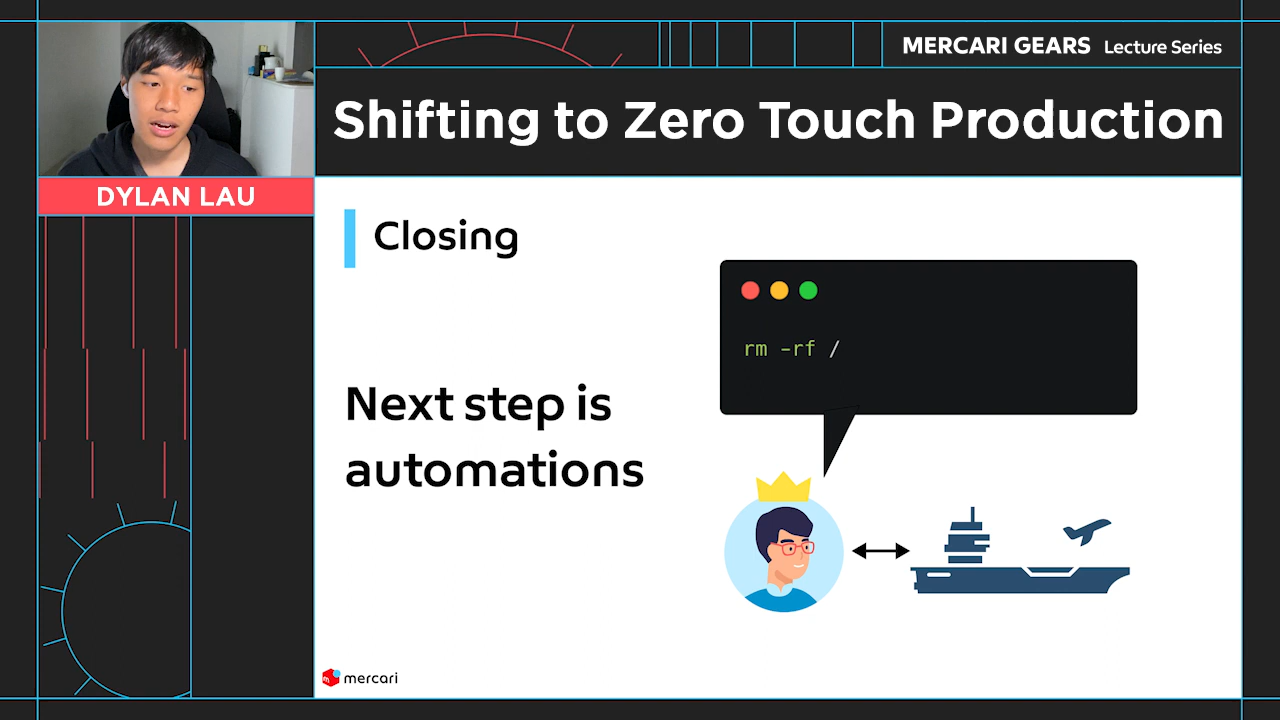 MERCARI GEARS Lecture Series
Shifting to Zero Touch Production
DYLAN LAU
Closing
rm -rf /
Next step is
automations
mercari